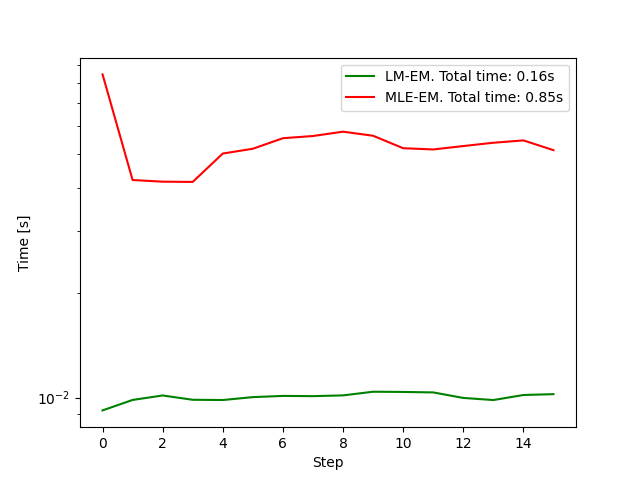 LM-EM. Total time: 0.16s
MLE-EM. Total time: 0.85s
Time [s]
10⁻²
0 2 4 6 8 10 12 14
Step